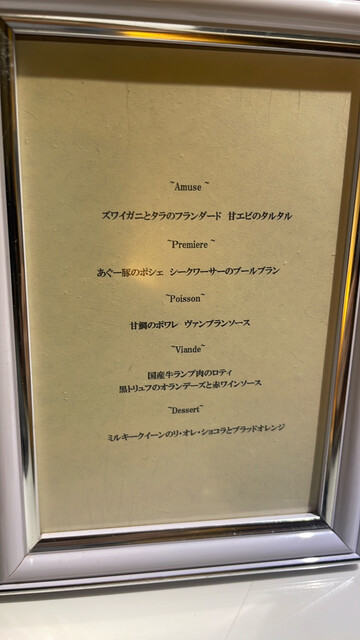 ~Amuse ~
ズワイガニとタラのフランダード 甘エビのタルタル
~Premiere ~
あぐー豚のポシェ シークワーサーのブールブラン
~Poisson~
甘鯛のポワレ ヴァンブランソース
~Viande~
国産牛ランプ肉のロティ
黒トリュフのオランデーズと赤ワインソース
~Dessert~
ミルキークイーンのリ・オ・レ・ショコラとブラッドオレンジ